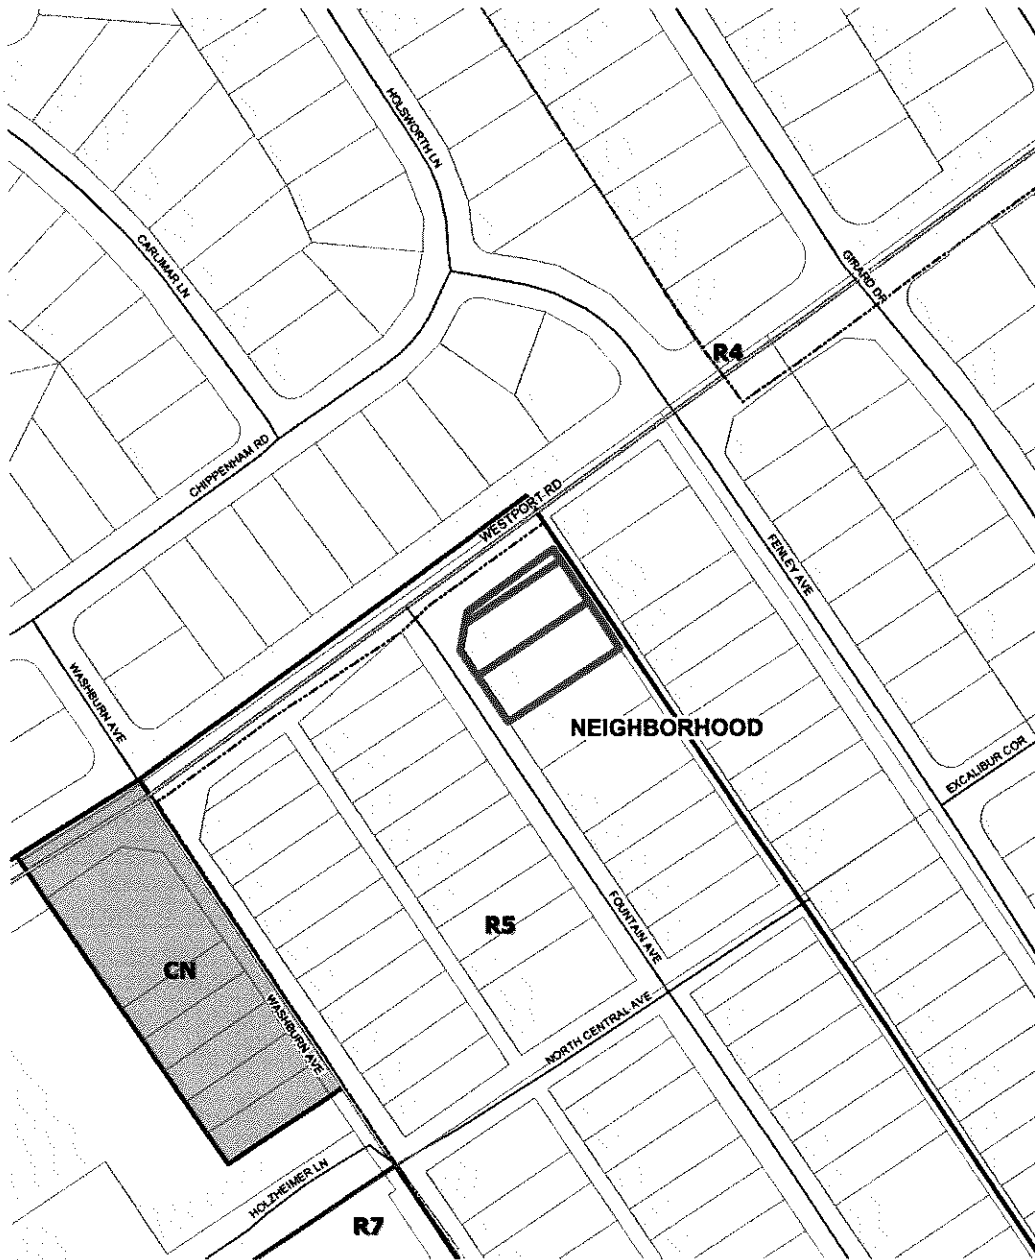 HOLSWORTH LN
CARLIMAR LN
GIRARD DR
R4
CHIPPENHAM RD
WESTPORT RD
FENLEY AVE
WASHBURN AVE
NEIGHBORHOOD
EXCALIBUR COR
FOUNTAIN AVE
R5
CN
WASHBURN AVE
NORTH CENTRAL AVE
HOLZHEIMER LN
R7